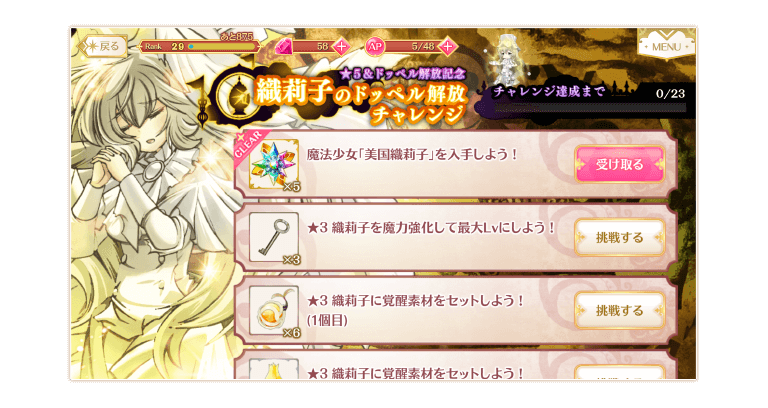 戻る
Rank 29
あと875
58
AP 5/48
MENU
★5&ドッペル解放記念
織莉子のドッペル解放
チャレンジ
チャレンジ達成まで 0/23
CLEAR
×5
魔法少女「美国織莉子」を入手しよう！
受け取る
×3
★3 織莉子を魔力強化して最大Lvにしよう！
挑戦する
×6
★3 織莉子に覚醒素材をセットしよう！
(1個目)
挑戦する
★3 織莉子に覚醒素材をセットしよう！